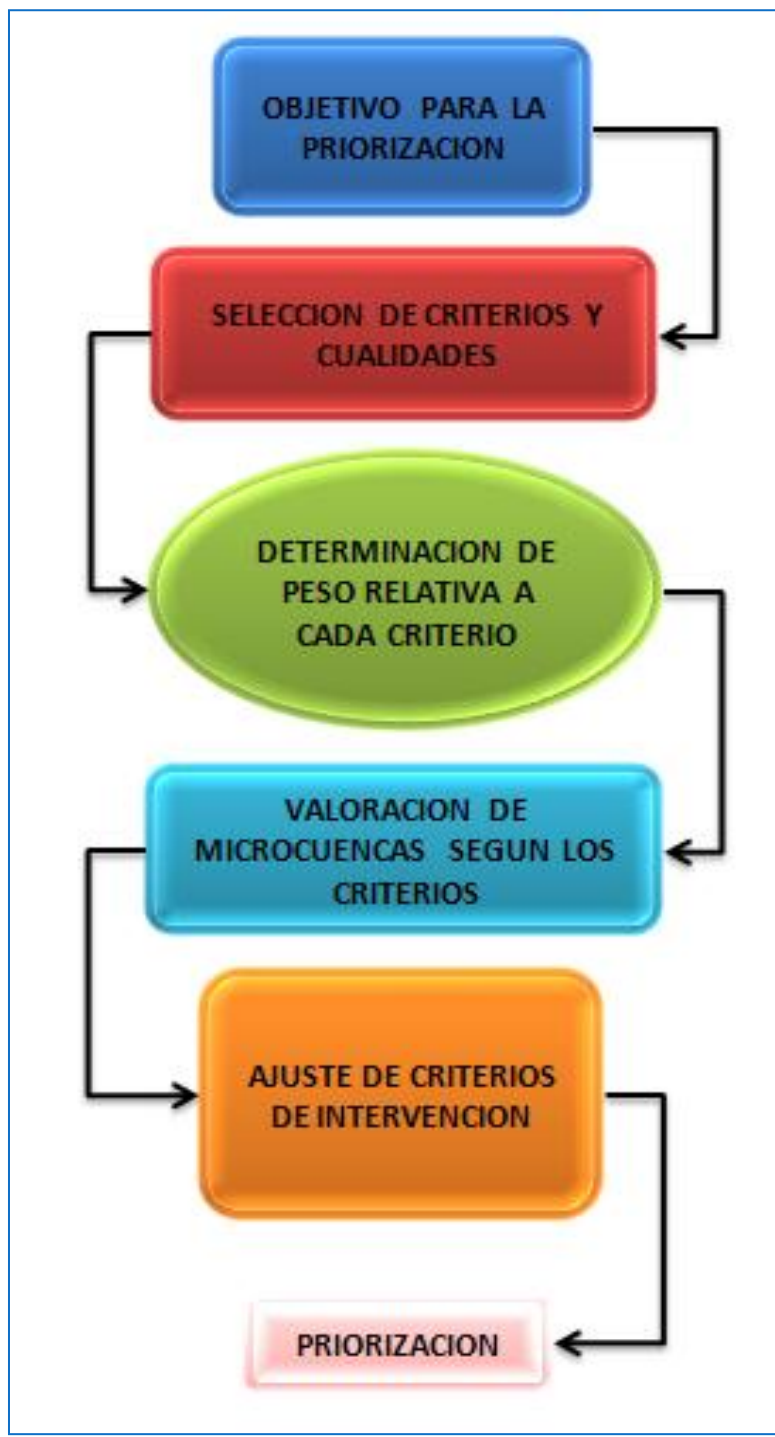 OBJETIVO PARA LA
PRIORIZACION
SELECCION DE CRITERIOS Y
CUALIDADES
DETERMINACION DE
PESO RELATIVA A
CADA CRITERIO
VALORACION DE
MICROCUENCAS SEGUN LOS
CRITERIOS
AJUSTE DE CRITERIOS
DE INTERVENCION
PRIORIZACION